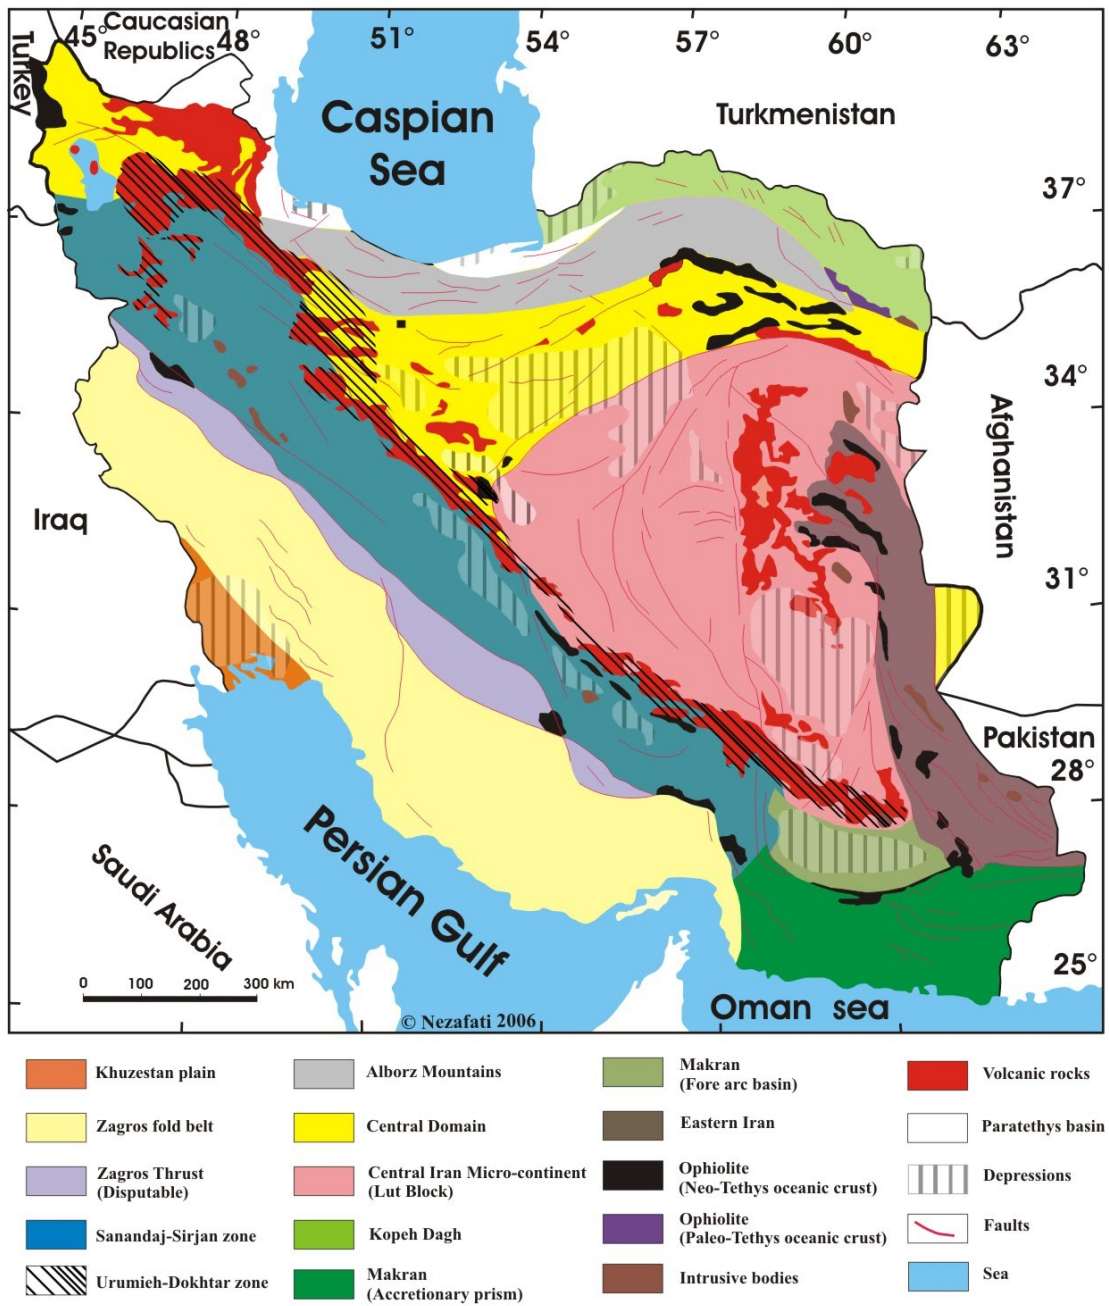 45°
Caucasian
Republics
48°
51°
54°
57°
60°
63°
Turkey
Caspian
Sea
Turkmenistan
37°
34°
Afghanistan
Iraq
31°
Pakistan
28°
Persian Gulf
Saudi Arabia
25°
0 100 200 300 km
Oman sea
© Nezafati 2006
Khuzestan plain
Alborz Mountains
Makran
(Fore arc basin)
Volcanic rocks
Zagros fold belt
Central Domain
Eastern Iran
Paratethys basin
Zagros Thrust
(Disputable)
Central Iran Micro-continent
(Lut Block)
Ophiolite
(Neo-Tethys oceanic crust)
Depressions
Sanandaj-Sirjan zone
Kopeh Dagh
Ophiolite
(Paleo-Tethys oceanic crust)
Faults
Urumieh-Dokhtar zone
Makran
(Accretionary prism)
Intrusive bodies
Sea